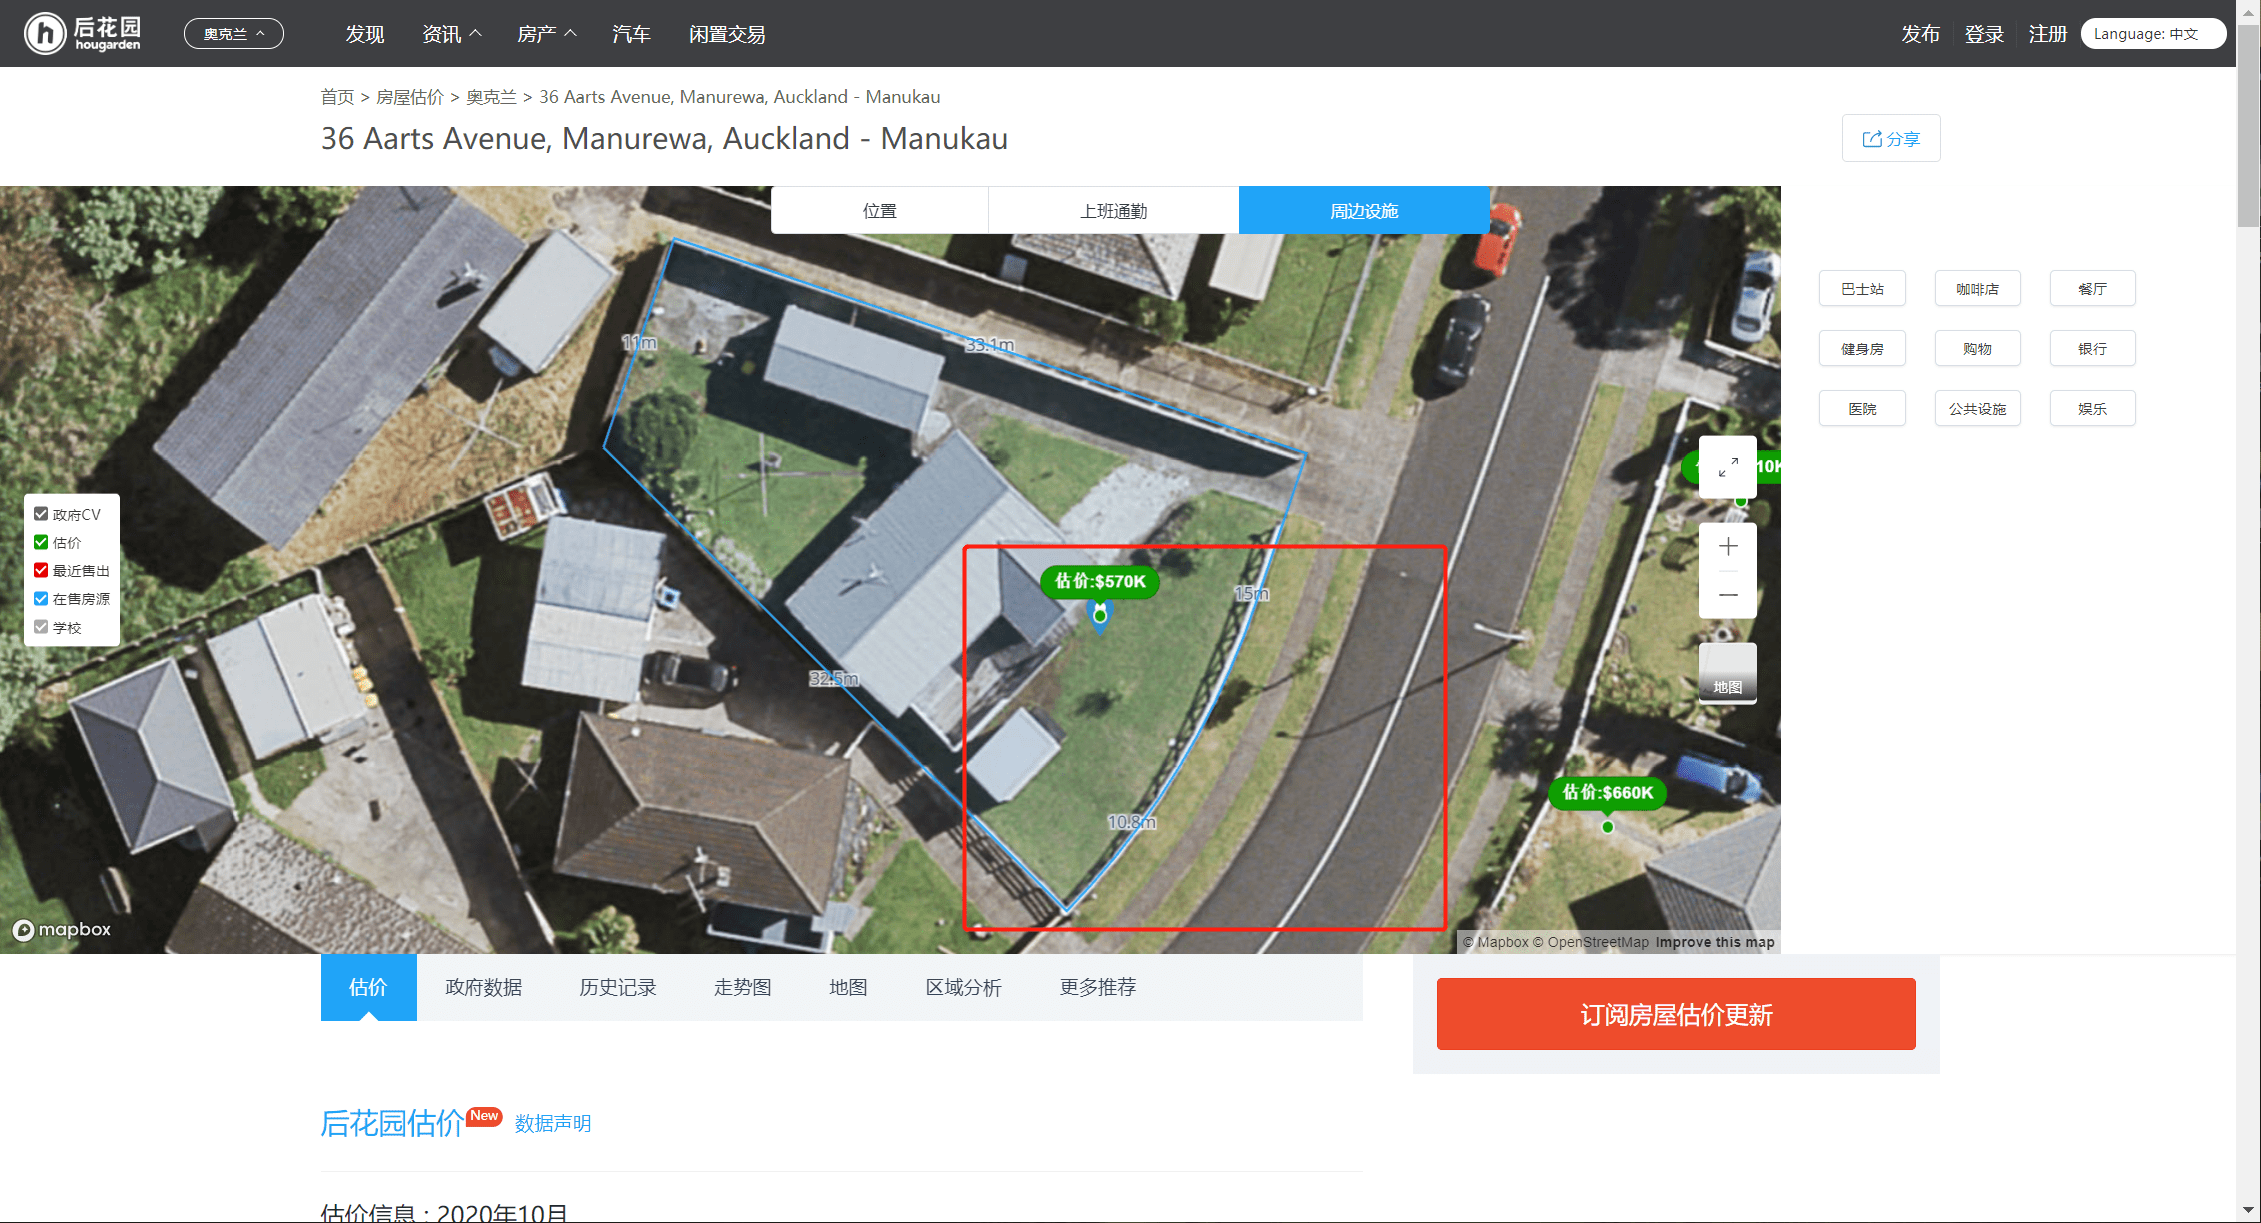 后花园
hougarden
奥克兰
发现
资讯
房产
汽车
闲置交易
发布
登录
注册
Language: 中文
首页 > 房屋估价 > 奥克兰 > 36 Aarts Avenue, Manurewa, Auckland - Manukau
36 Aarts Avenue, Manurewa, Auckland - Manukau
分享
位置
上班通勤
周边设施
巴士站
咖啡店
餐厅
健身房
购物
银行
医院
公共设施
娱乐
11m
33.1m
10K
政府CV
估价
最近售出
在售房源
学校
估价:$570K
15m
32.5m
地图
估价:$660K
10.8m
mapbox
© Mapbox © OpenStreetMap Improve this map
估价
政府数据
历史记录
走势图
地图
区域分析
更多推荐
订阅房屋估价更新
后花园估价
New
数据声明
估价信息 : 2020年10月